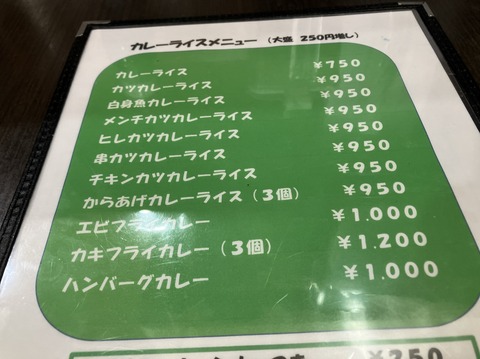 カレーライスメニュー (大盛 250円増し)
カレーライス ¥750
カツカレーライス ¥950
白身魚カレーライス ¥950
メンチカツカレーライス ¥950
ヒレカツカレーライス ¥950
串カツカレーライス ¥950
チキンカツカレーライス ¥950
からあげカレーライス (3個) ¥950
エビフライカレー ¥1.000
カキフライカレー (3個) ¥1.200
ハンバーグカレー ¥1.000
¥250